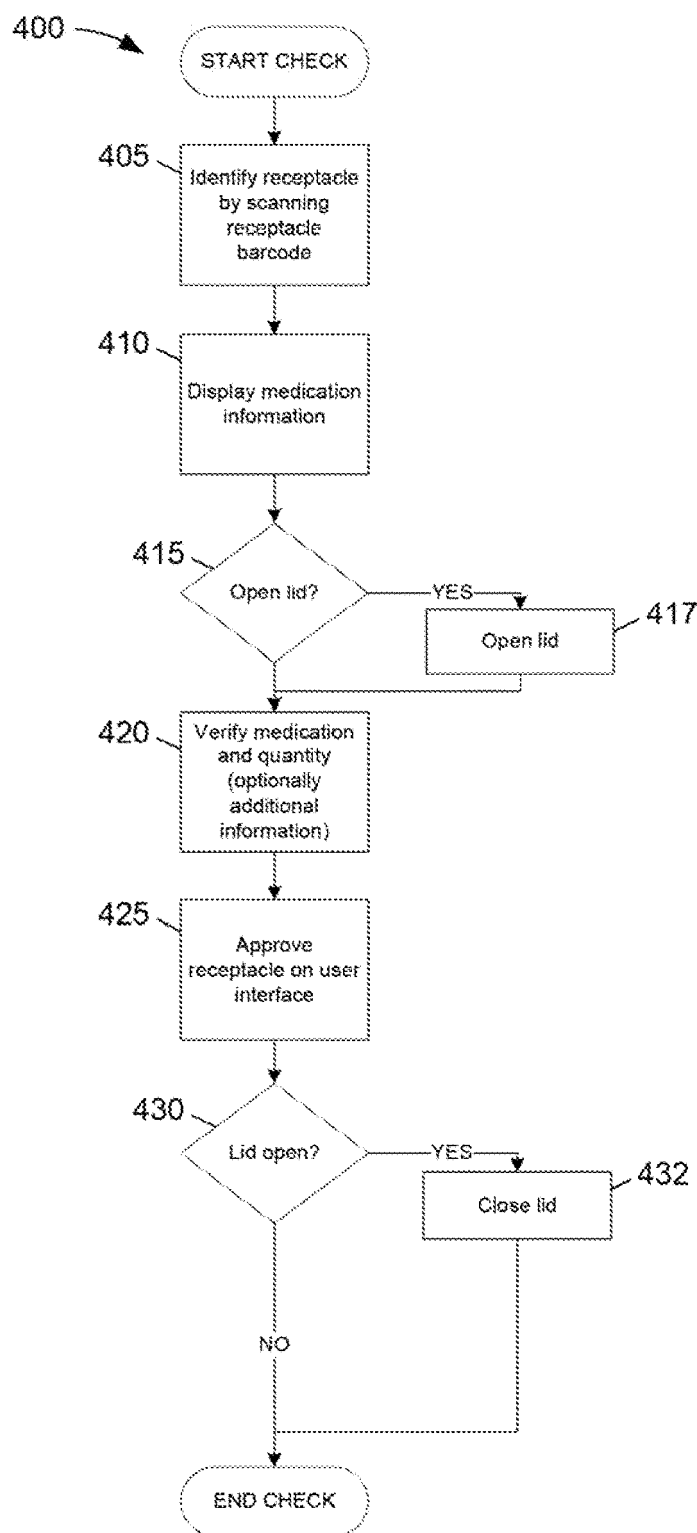 400
START CHECK
405
Identify receptacle
by scanning
receptacle
barcode
410
Display medication
information
415
Open lid?
YES
417
Open lid
420
Verify medication
and quantity
(optionally
additional
information)
425
Approve
receptacle on user
interface
430
Lid open?
YES
432
Close lid
NO
END CHECK